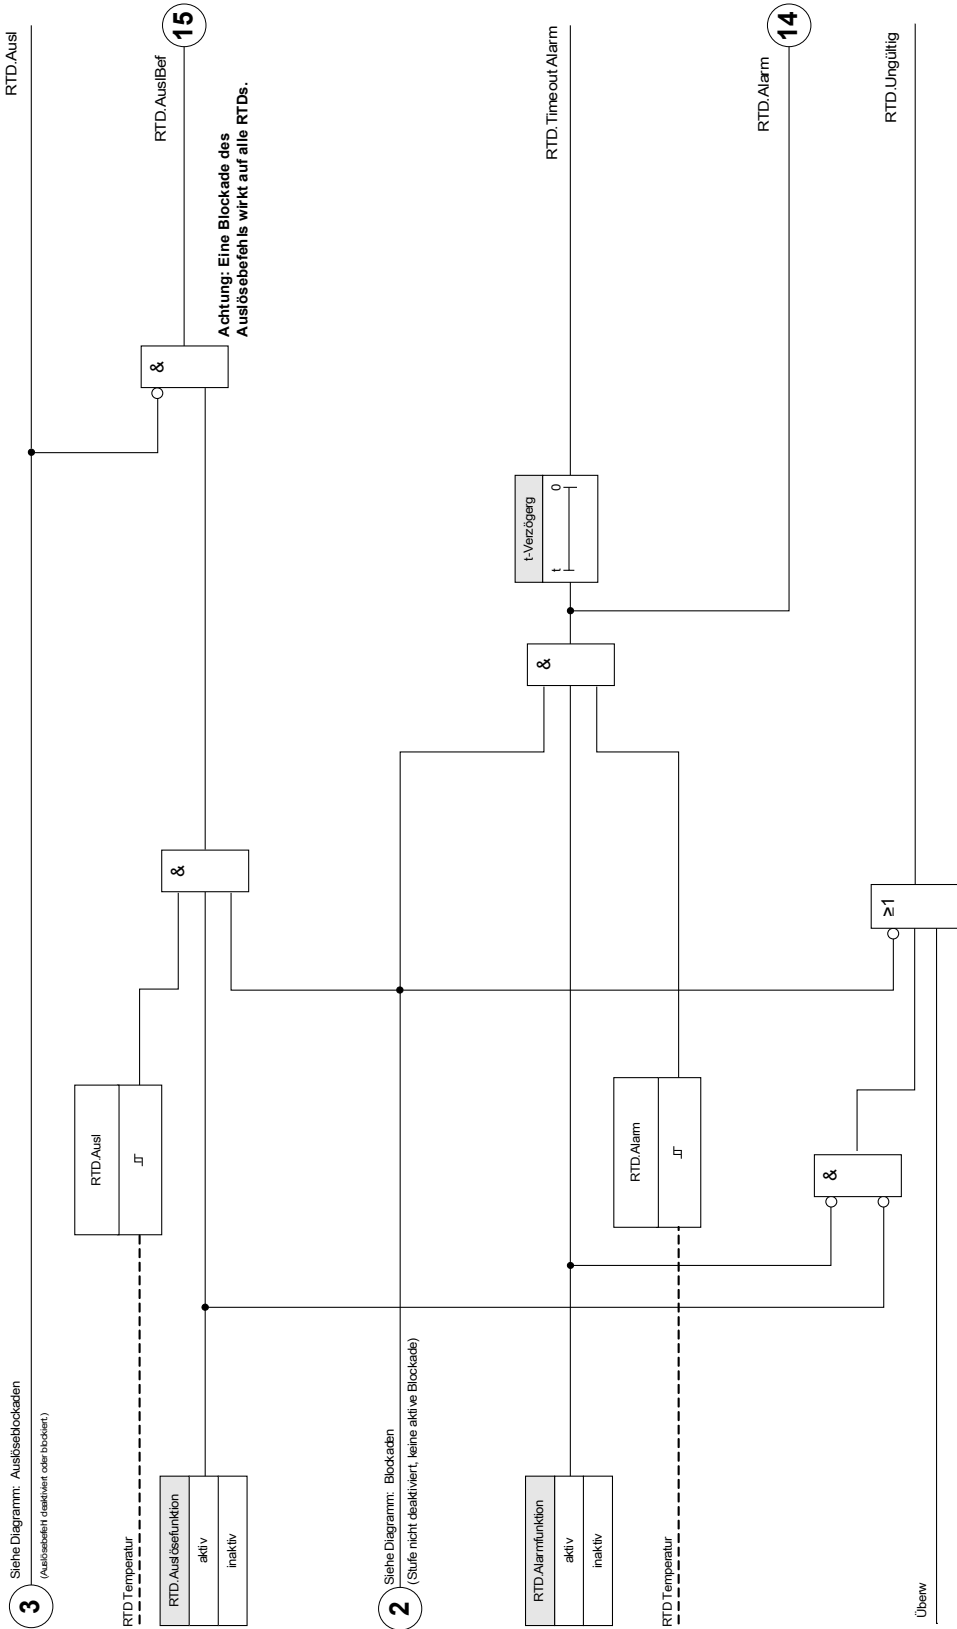 3
Siehe Diagramm: Auslöseblockaden
(Auslösebefehl deaktiviert oder blockiert.)
RTD.Ausl
RTD Temperatur
RTD.Ausl
RTD.Auslösefunktion
aktiv
inaktiv
&
&
RTD.AuslBef
15
Achtung: Eine Blockade des
Auslösebefehls wirkt auf alle RTDs.
2
Siehe Diagramm: Blockaden
(Stufe nicht deaktiviert, keine aktive Blockade)
RTD.Alarmfunktion
aktiv
inaktiv
&
t-Verzögerg
t
0
RTD.Timeout Alarm
RTD Temperatur
RTD.Alarm
RTD.Alarm
14
&
≥1
RTD.Ungültig
Überw